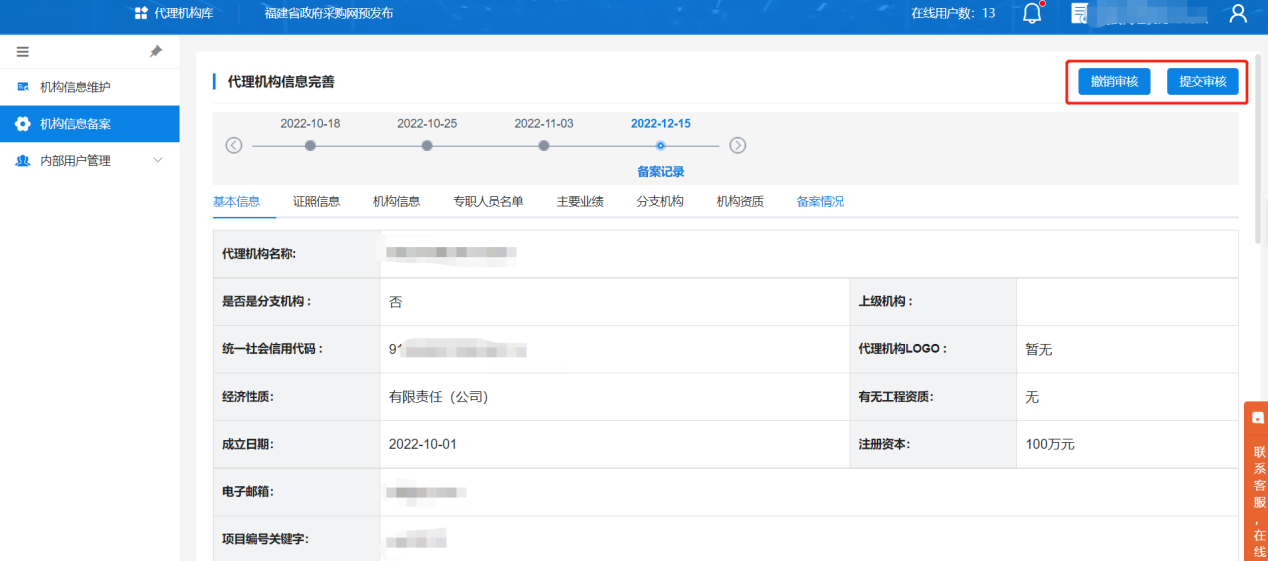 代理机构库 福建省政府采购网预发布 在线用户数：13
机构信息维护
机构信息备案
内部用户管理
代理机构信息完善 撤销审核 提交审核
2022-10-18 2022-10-25 2022-11-03 2022-12-15
备案记录
基本信息 证照信息 机构信息 专职人员名单 主要业绩 分支机构 机构资质 备案情况
代理机构名称:
是否是分支机构： 否 上级机构：
统一社会信用代码： 91 代理机构LOGO： 暂无
经济性质: 有限责任（公司） 有无工程资质: 无
成立日期: 2022-10-01 注册资本: 100万元
电子邮箱:
项目编号关键字:
联系客服，在线